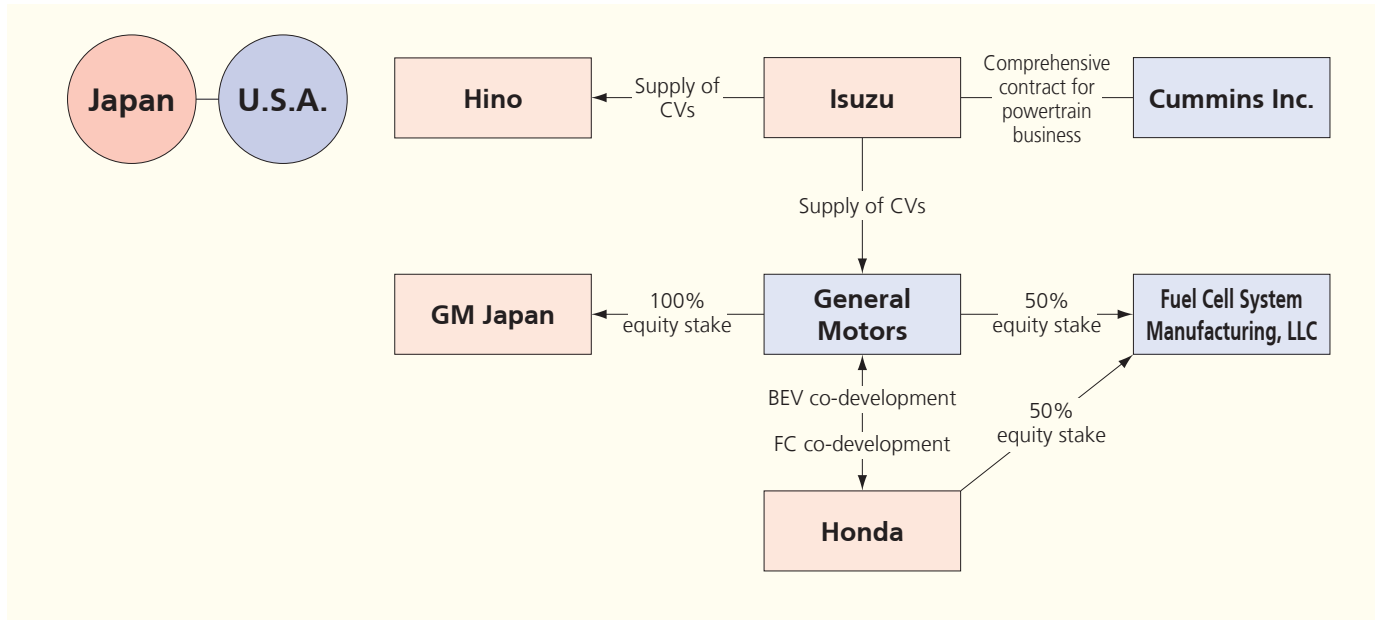 Japan
U.S.A.
Hino
Supply of
CVs
Isuzu
Comprehensive
contract for
powertrain
business
Cummins Inc.
Supply of CVs
GM Japan
100%
equity stake
General
Motors
50%
equity stake
Fuel Cell System
Manufacturing, LLC
BEV co-development
FC co-development
50%
equity stake
Honda